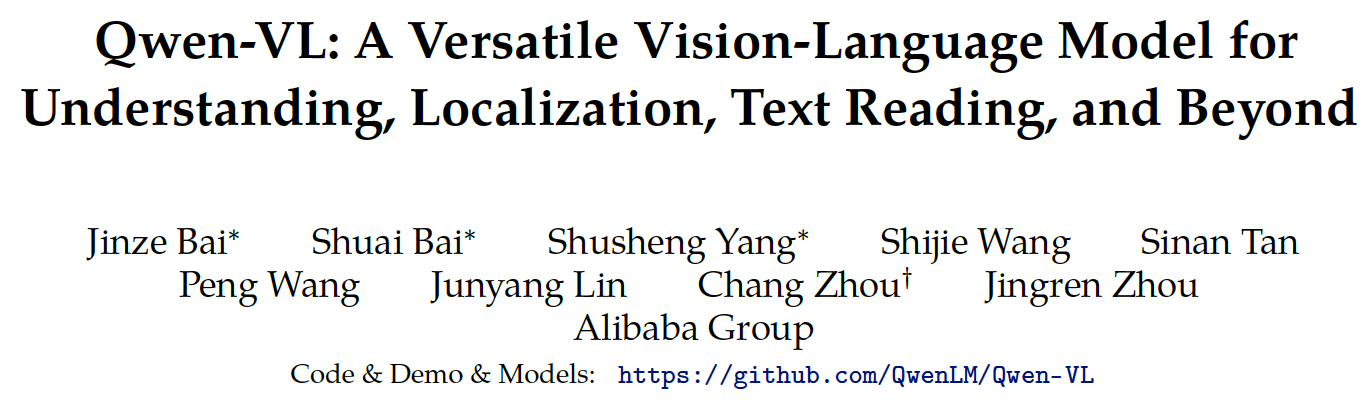 Qwen-VL: A Versatile Vision-Language Model for
Understanding, Localization, Text Reading, and Beyond
Jinze Bai* Shuai Bai* Shusheng Yang* Shijie Wang Sinan Tan
Peng Wang Junyang Lin Chang Zhou† Jingren Zhou
Alibaba Group
Code & Demo & Models: https://github.com/QwenLM/Qwen-VL